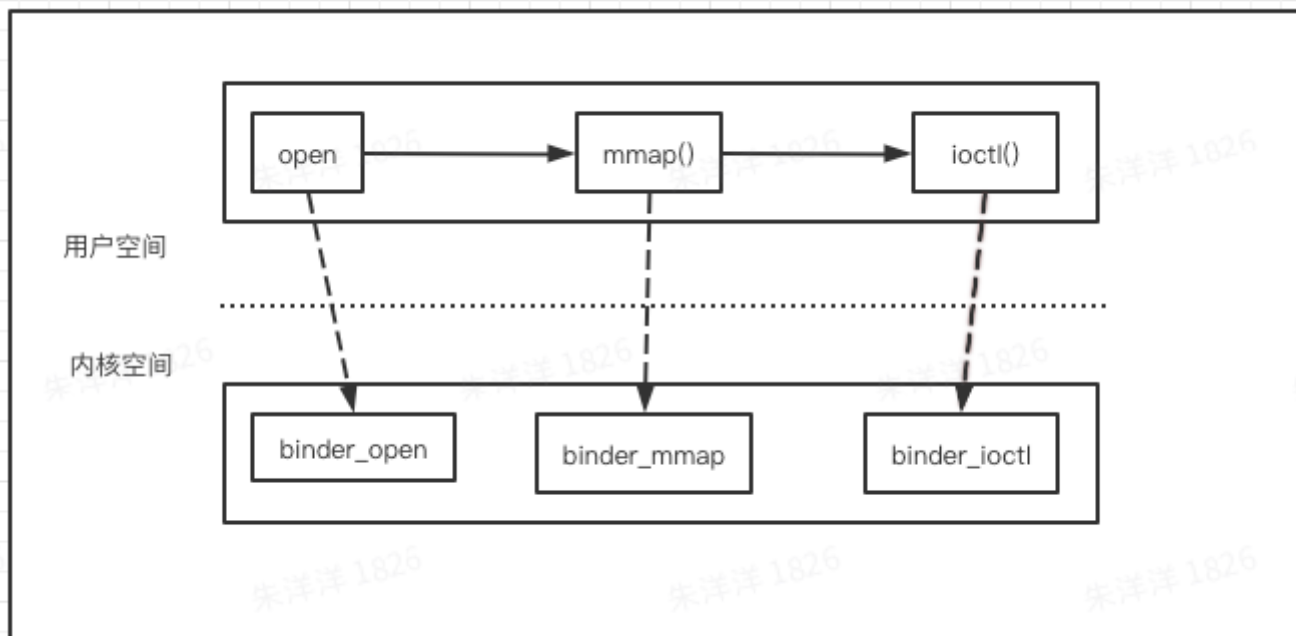 open
mmap()
ioctl()
朱洋洋 1826
朱洋洋 1826
朱洋洋 1826
用户空间
内核空间
朱洋洋 1826
朱洋洋 1826
朱洋洋 1826
binder_open
binder_mmap
binder_ioctl
朱洋洋 1826
朱洋洋 1826
朱洋洋 1826